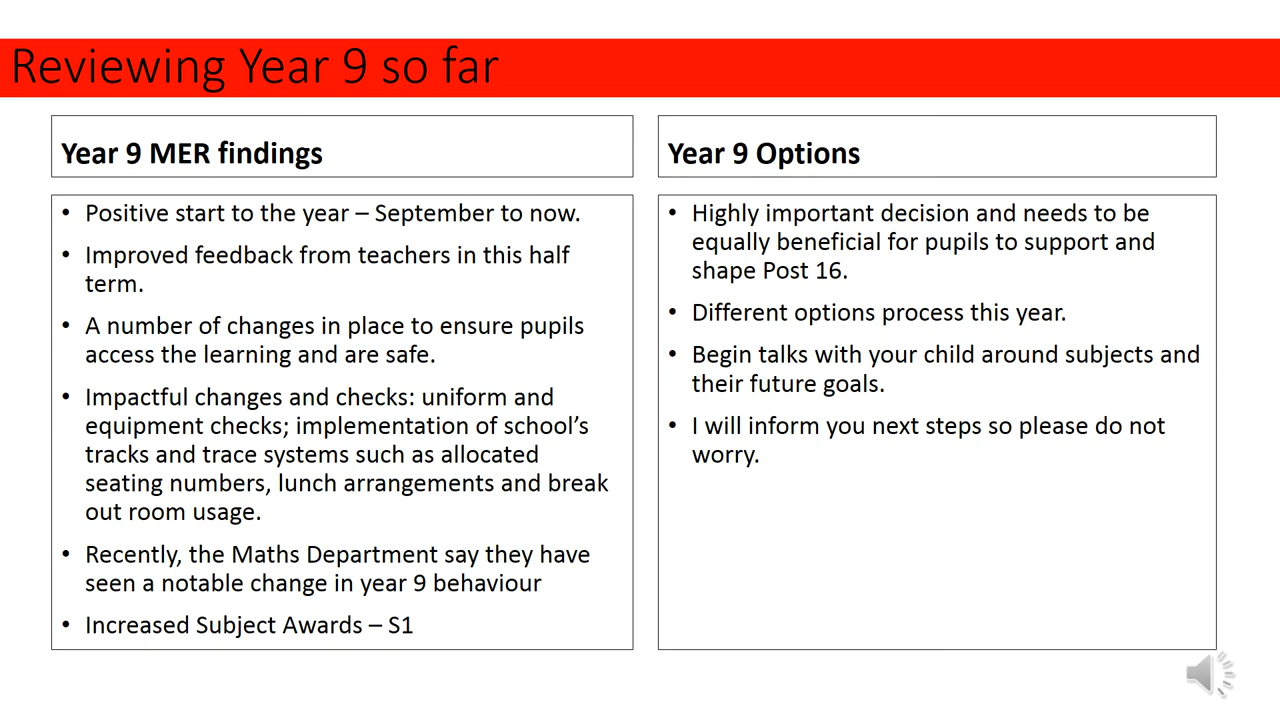 Reviewing Year 9 so far
Year 9 MER findings
• Positive start to the year – September to now.
• Improved feedback from teachers in this half
term.
• A number of changes in place to ensure pupils
access the learning and are safe.
• Impactful changes and checks: uniform and
equipment checks; implementation of school’s
tracks and trace systems such as allocated
seating numbers, lunch arrangements and break
out room usage.
• Recently, the Maths Department say they have
seen a notable change in year 9 behaviour
• Increased Subject Awards – S1
Year 9 Options
• Highly important decision and needs to be
equally beneficial for pupils to support and
shape Post 16.
• Different options process this year.
• Begin talks with your child around subjects and
their future goals.
• I will inform you next steps so please do not
worry.